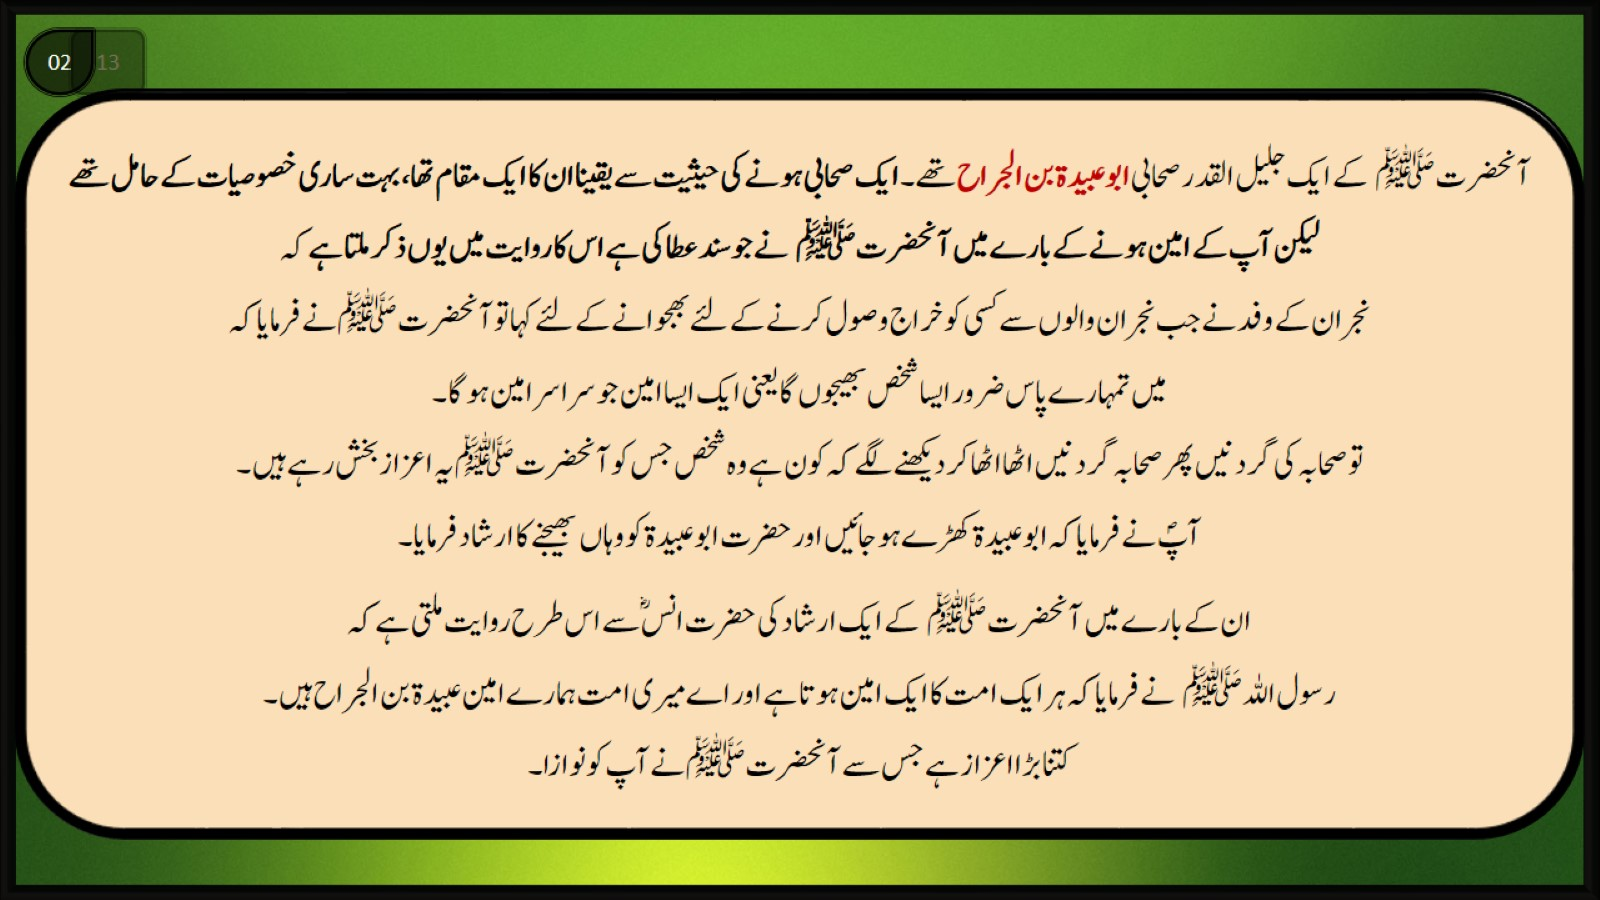 02
13
آنحضرت ﷺ کے ایک جلیل القدر صحابی ابوعبیدۃ بن الجراح تھے۔ ایک صحابی ہونے کی حیثیت سے یقینا ان کا ایک مقام تھا، بہت ساری خصوصیات کے حامل تھے
لیکن آپ کے امین ہونے کے بارے میں آنحضرت ﷺ نے جو سند عطا کی ہے اس کا روایت میں یوں ذکر ملتا ہے کہ
نجران کے وفد نے جب نجران والوں سے کسی کو خراج وصول کرنے کے لئے بھجوانے کے لئے کہا تو آنحضرت ﷺ نے فرمایا کہ
میں تمہارے پاس ضرور ایسا شخص بھیجوں گا یعنی ایک ایسا امین جو سراسر امین ہو گا۔
تو صحابہ کی گردنیں پھر صحابہ گردنیں اٹھا اٹھا کر دیکھنے لگے کہ کون ہے وہ شخص جس کو آنحضرت ﷺ یہ اعزاز بخش رہے ہیں۔
آپؐ نے فرمایا کہ ابوعبیدۃ کھڑے ہو جائیں اور حضرت ابوعبیدۃ کو وہاں بھیجنے کا ارشاد فرمایا۔
ان کے بارے میں آنحضرت ﷺ کے ایک ارشاد کی حضرت انسؓ سے اس طرح روایت ملتی ہے کہ
رسول اللہ ﷺ نے فرمایا کہ ہر ایک امت کا ایک امین ہوتا ہے اور اے میری امت ہمارے امین عبیدۃ بن الجراح ہیں۔
کتنا بڑا اعزاز ہے جس سے آنحضرت ﷺ نے آپ کو نوازا۔